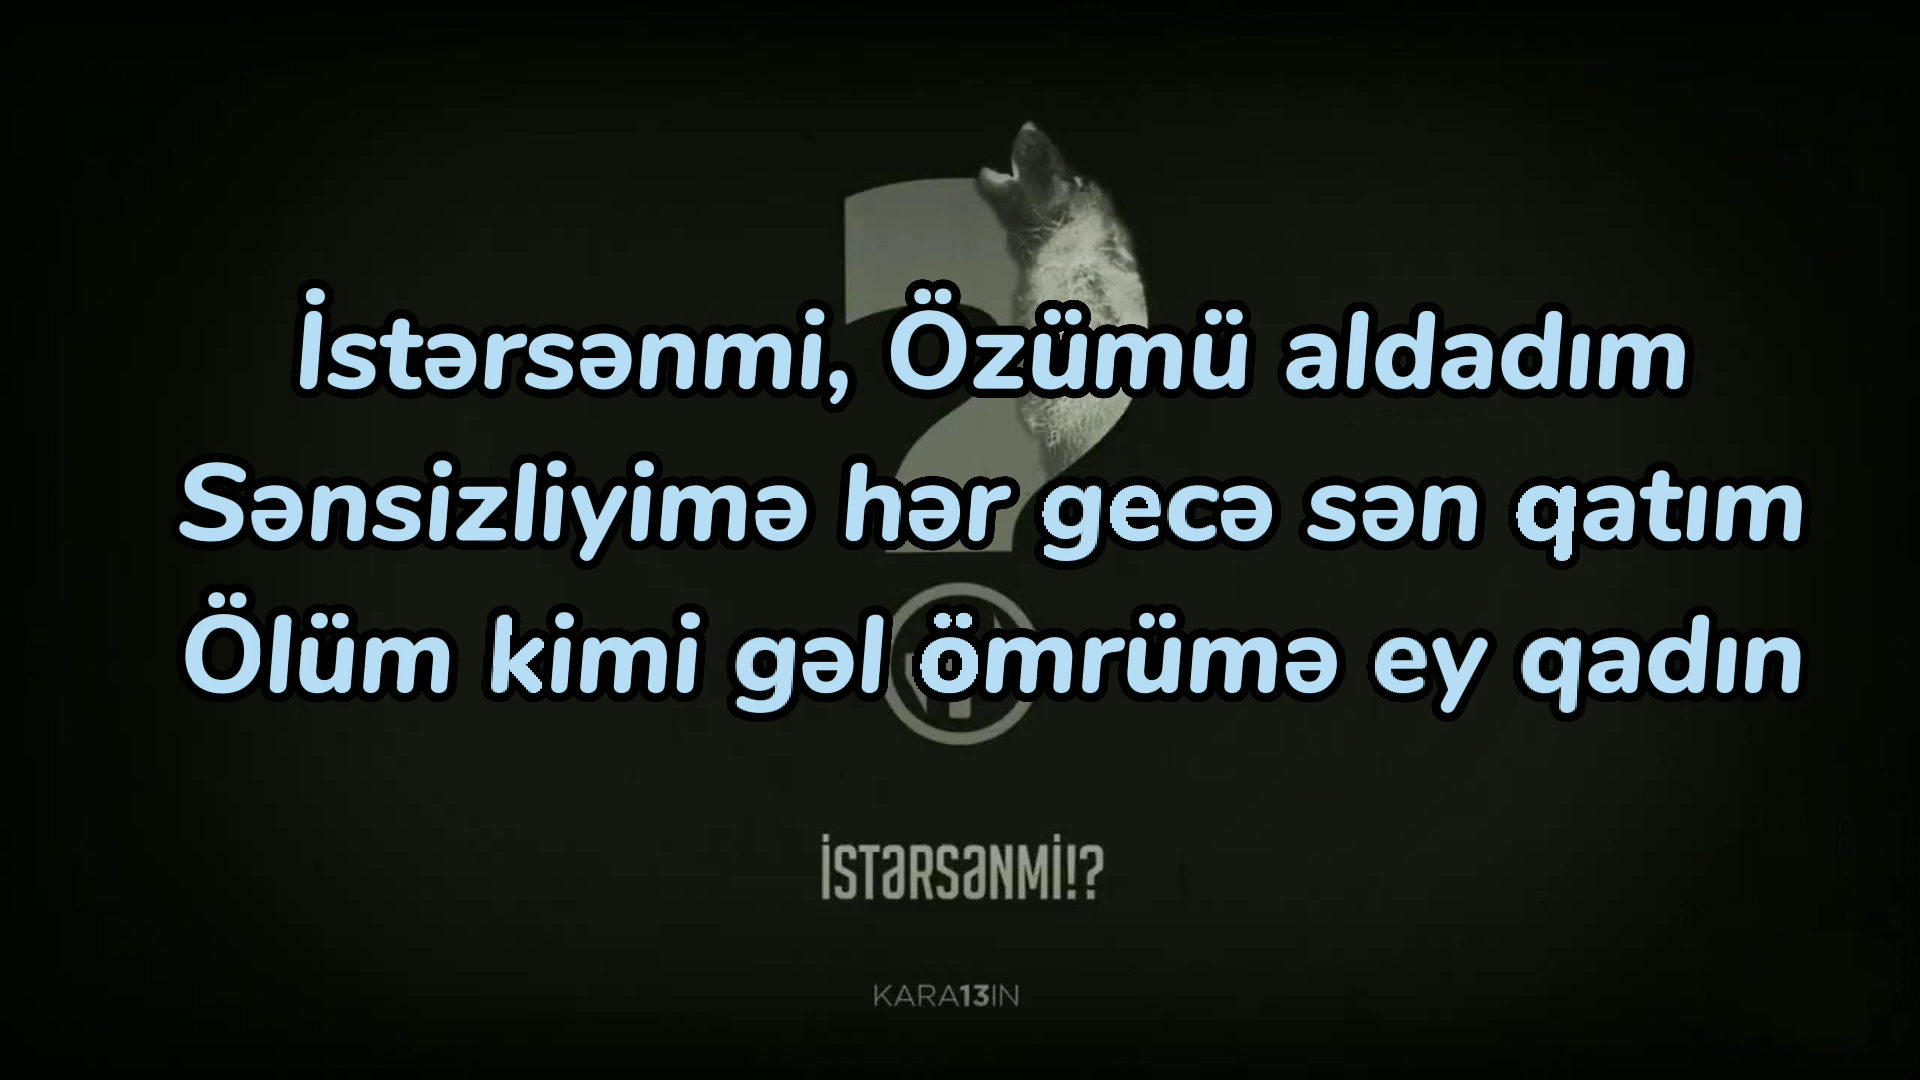 İstərsənmi, Özümü aldadım
Sənsizliyimə hər gecə sən qatım
Ölüm kimi gəl ömrümə ey qadın
İSTƏRSƏNMİ!?
KARA13IN